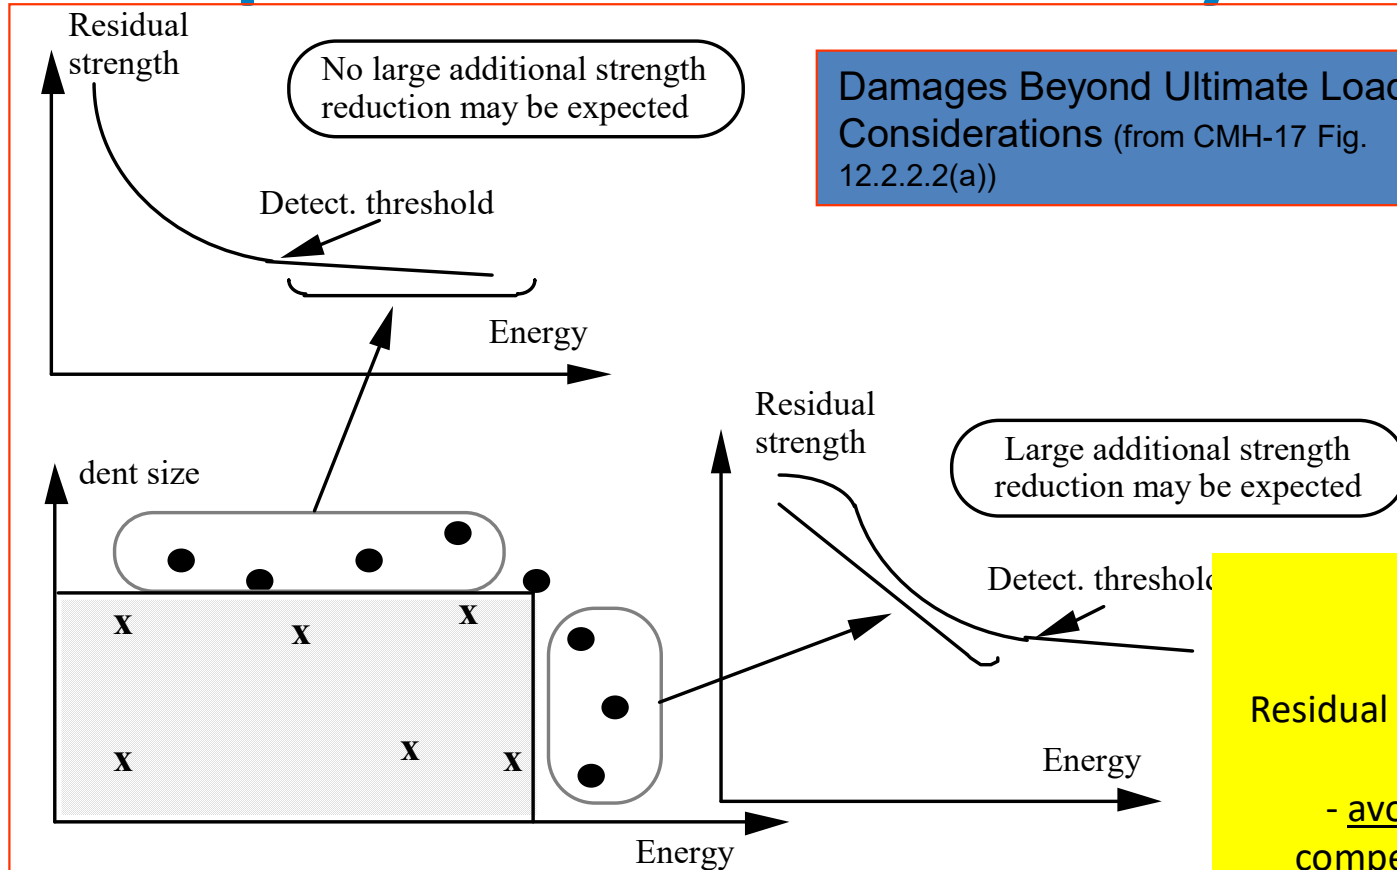 Residual
strength
No large additional strength
reduction may be expected
Detect. threshold
Energy
Damages Beyond Ultimate Load
Considerations (from CMH-17 Fig.
12.2.2.2(a))
dent size
x
x
x
x
x
x
Energy
Residual
strength
Large additional strength
reduction may be expected
Detect. threshold
Energy
Residual
-